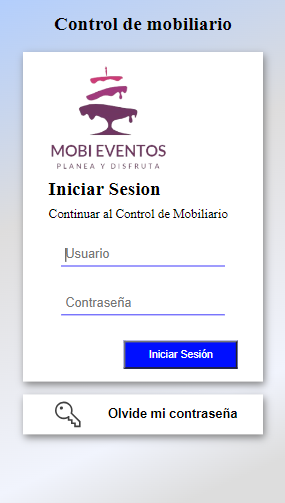 Control de mobiliario
MOBI EVENTOS
PLANEA Y DISFRUTA
Iniciar Sesion
Continuar al Control de Mobiliario
Usuario
Contraseña
Iniciar Sesión
Olvide mi contraseña